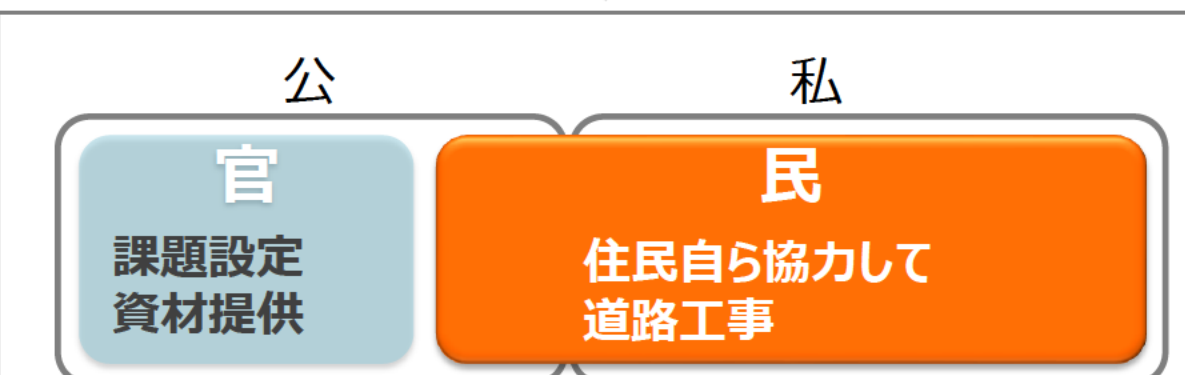 公
私
官
課題設定
資材提供
民
住民自ら協力して
道路工事